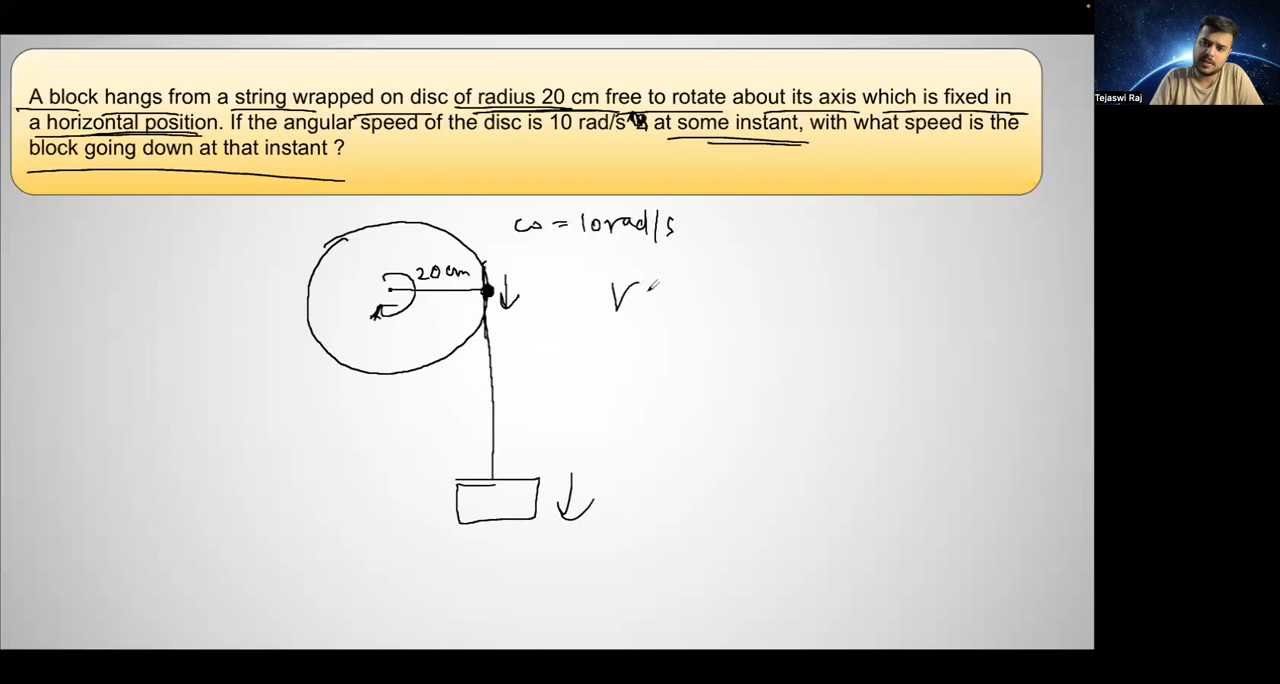 Tejaswi Raj
A block hangs from a string wrapped on disc of radius 20 cm free to rotate about its axis which is fixed in
a horizontal position. If the angular speed of the disc is 10 rad/s at some instant, with what speed is the
block going down at that instant ?
ω = 10 rad/s
20 cm
V